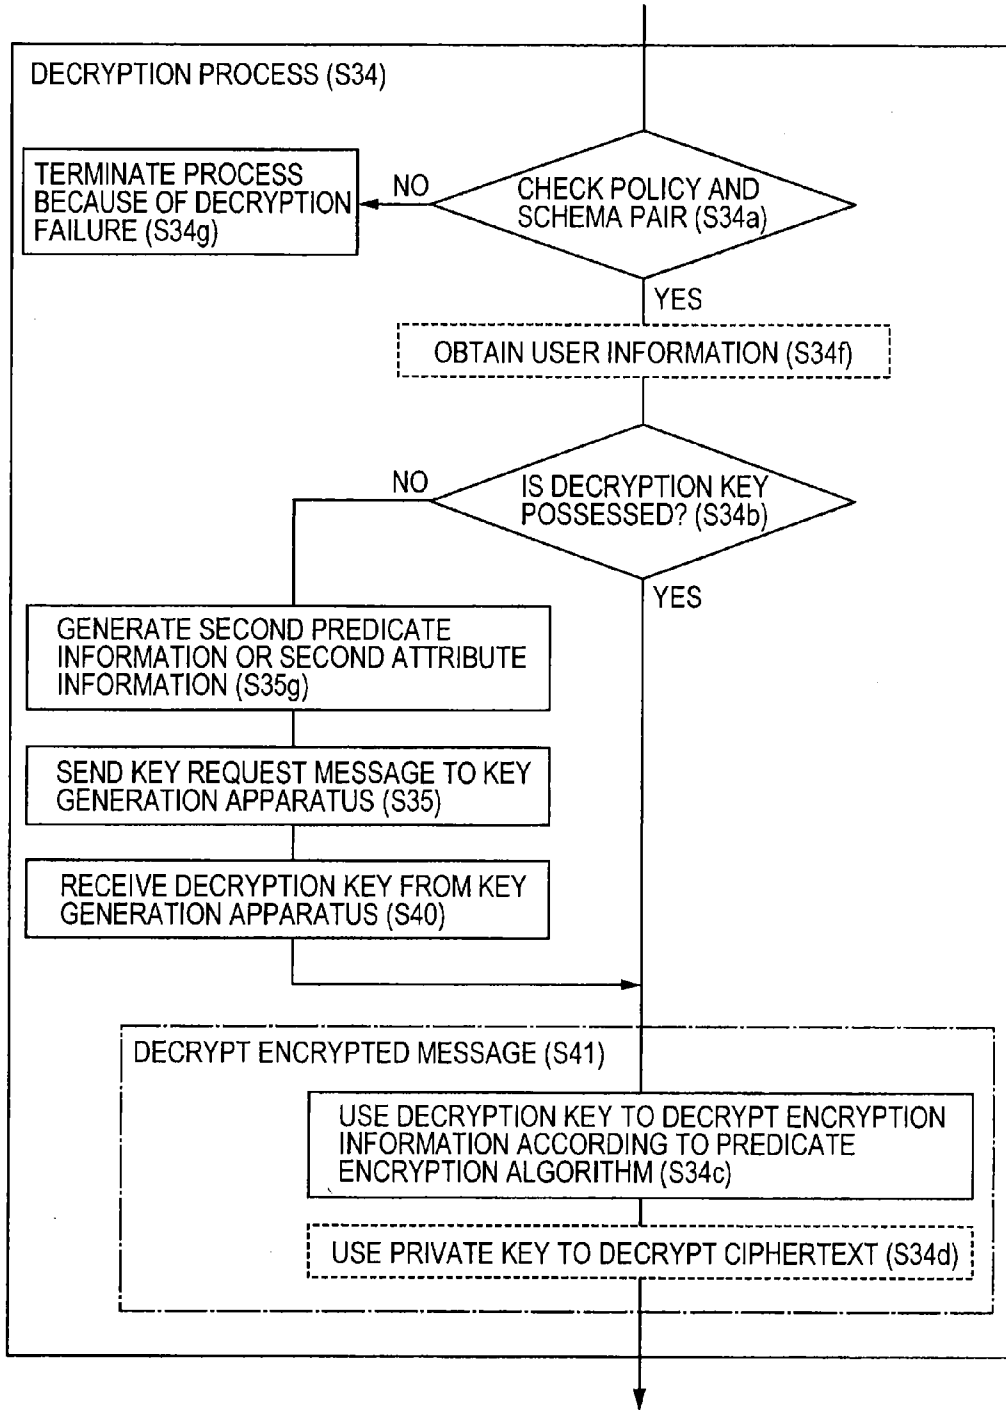 DECRYPTION PROCESS (S34)
CHECK POLICY AND
SCHEMA PAIR (S34a)
NO
TERMINATE PROCESS
BECAUSE OF DECRYPTION
FAILURE (S34g)
YES
OBTAIN USER INFORMATION (S34f)
IS DECRYPTION KEY
POSSESSED? (S34b)
NO
YES
GENERATE SECOND PREDICATE
INFORMATION OR SECOND ATTRIBUTE
INFORMATION (S35g)
SEND KEY REQUEST MESSAGE TO KEY
GENERATION APPARATUS (S35)
RECEIVE DECRYPTION KEY FROM KEY
GENERATION APPARATUS (S40)
DECRYPT ENCRYPTED MESSAGE (S41)
USE DECRYPTION KEY TO DECRYPT ENCRYPTION
INFORMATION ACCORDING TO PREDICATE
ENCRYPTION ALGORITHM (S34c)
USE PRIVATE KEY TO DECRYPT CIPHERTEXT (S34d)